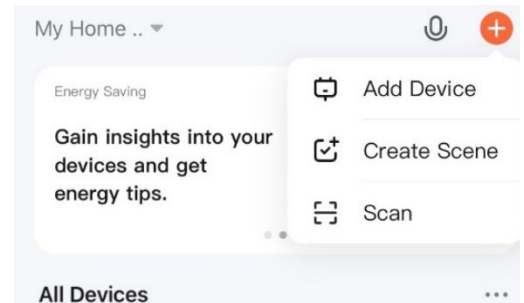 My Home ..
Energy Saving
Gain insights into your
devices and get
energy tips.
Add Device
Create Scene
Scan
All Devices